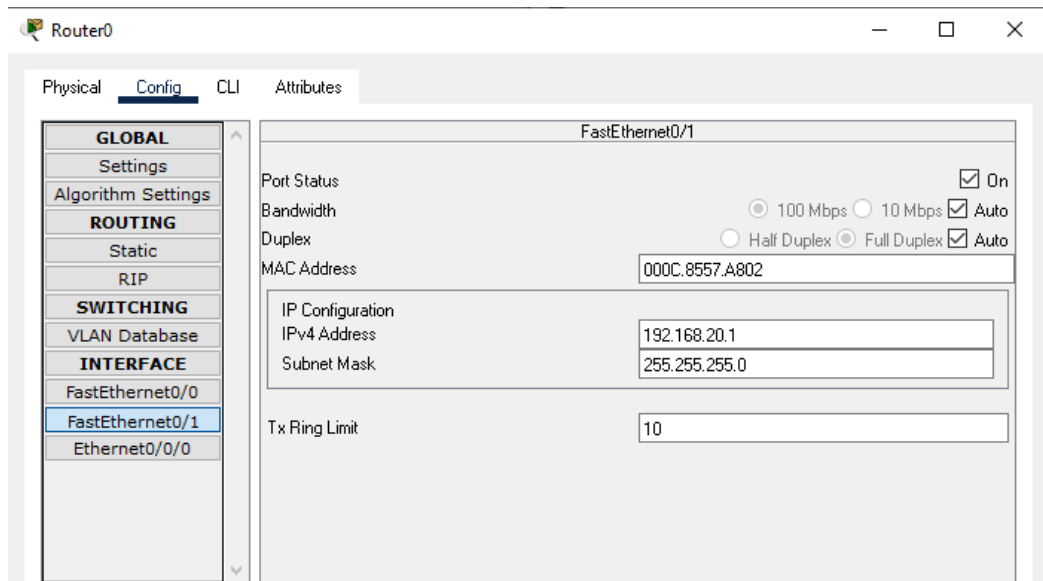 Router0
Physical Config CLI Attributes
GLOBAL
Settings
Algorithm Settings
ROUTING
Static
RIP
SWITCHING
VLAN Database
INTERFACE
FastEthernet0/0
FastEthernet0/1
Ethernet0/0/0
FastEthernet0/1
Port Status On
Bandwidth 100 Mbps 10 Mbps Auto
Duplex Half Duplex Full Duplex Auto
MAC Address 000C.8557.A802
IP Configuration
IPv4 Address 192.168.20.1
Subnet Mask 255.255.255.0
Tx Ring Limit 10